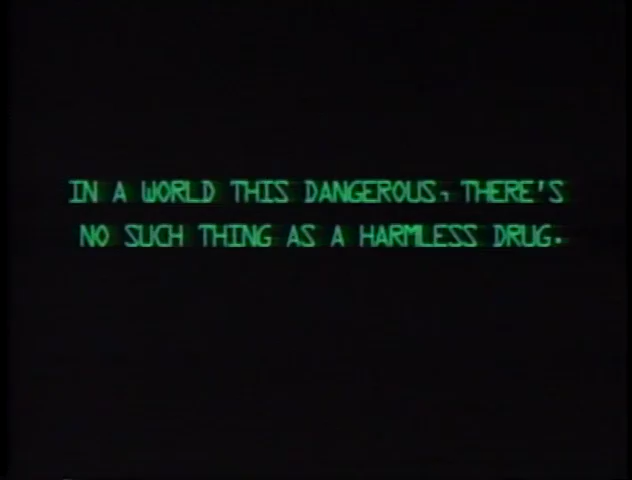 IN A WORLD THIS DANGEROUS, THERE'S
NO SUCH THING AS A HARMLESS DRUG.